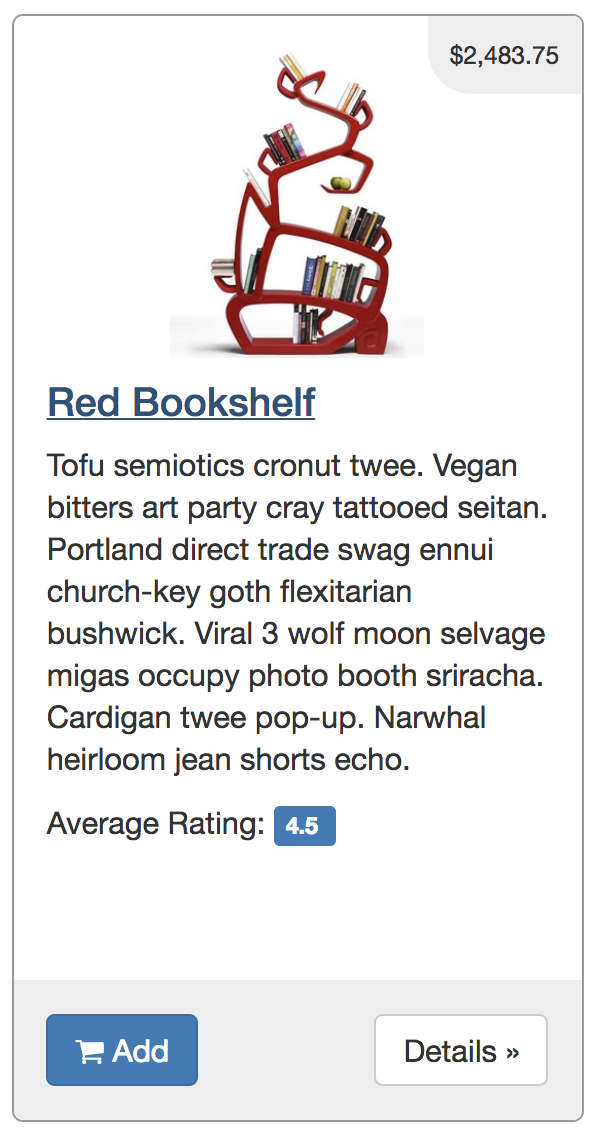 $2,483.75
Red Bookshelf
Tofu semiotics cronut twee. Vegan
bitters art party cray tattooed seitan.
Portland direct trade swag ennui
church-key goth flexitarian
bushwick. Viral 3 wolf moon selvage
migas occupy photo booth sriracha.
Cardigan twee pop-up. Narwhal
heirloom jean shorts echo.
Average Rating: 4.5
Add
Details »